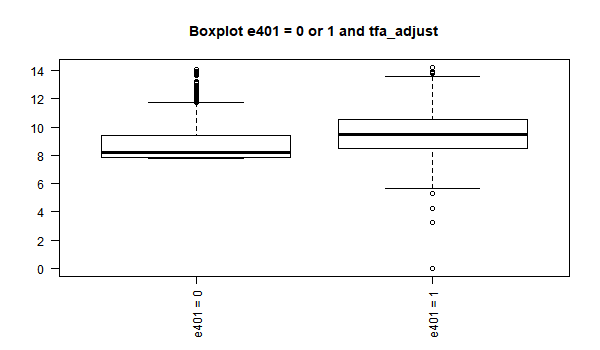 Boxplot e401 = 0 or 1 and tfa_adjust
14
12
10
8
6
4
2
0
e401 = 0
e401 = 1